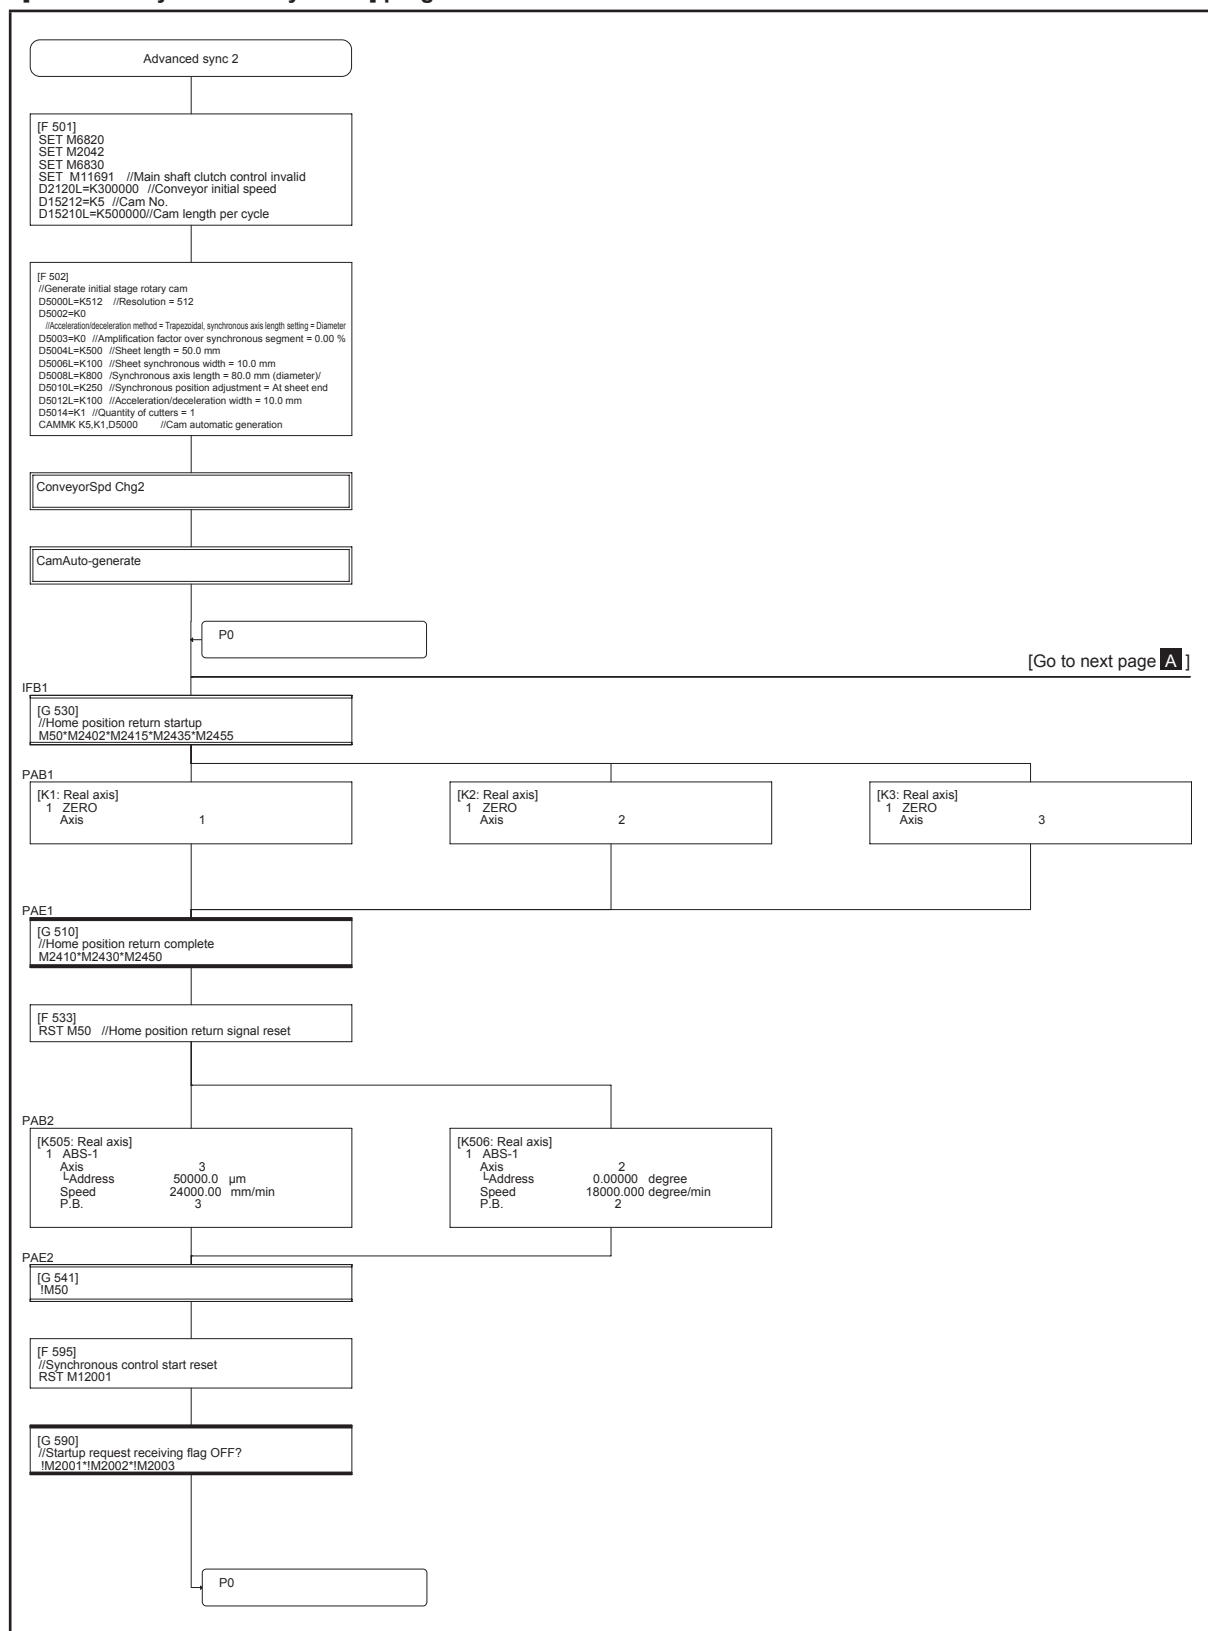 Advanced sync 2
[F 501]
SET M6820
SET M2042
SET M6830
SET M11691 //Main shaft clutch control invalid
D2120L=K300000 //Conveyor initial speed
D15212=K5 //Cam No.
D15210L=K500000//Cam length per cycle
[F 502]
//Generate initial stage rotary cam
D5000L=K512 //Resolution = 512
D5002=K0
//Acceleration/deceleration method = Trapezoidal, synchronous axis length setting = Diameter
D5003=K0 //Amplification factor over synchronous segment = 0.00 %
D5004L=K500 //Sheet length = 50.0 mm
D5006L=K100 //Sheet synchronous width = 10.0 mm
D5008L=K800 /Synchronous axis length = 80.0 mm (diameter)/
D5010L=K250 //Synchronous position adjustment = At sheet end
D5012L=K100 //Acceleration/deceleration width = 10.0 mm
D5014=K1 //Quantity of cutters = 1
CAMMK K5,K1,D5000 //Cam automatic generation
ConveyorSpd Chg2
CamAuto-generate
P0
[Go to next page A ]
IFB1
[G 530]
//Home position return startup
M50*M2402*M2415*M2435*M2455
PAB1
[K1: Real axis]
1 ZERO
Axis 1
[K2: Real axis]
1 ZERO
Axis 2
[K3: Real axis]
1 ZERO
Axis 3
PAE1
[G 510]
//Home position return complete
M2410*M2430*M2450
[F 533]
RST M50 //Home position return signal reset
PAB2
[K505: Real axis]
1 ABS-1
Axis 3
└Address 50000.0 µm
Speed 24000.00 mm/min
P.B. 3
[K506: Real axis]
1 ABS-1
Axis 2
└Address 0.00000 degree
Speed 18000.000 degree/min
P.B. 2
PAE2
[G 541]
!M50
[F 595]
//Synchronous control start reset
RST M12001
[G 590]
//Startup request receiving flag OFF?
!M2001*!M2002*!M2003
P0